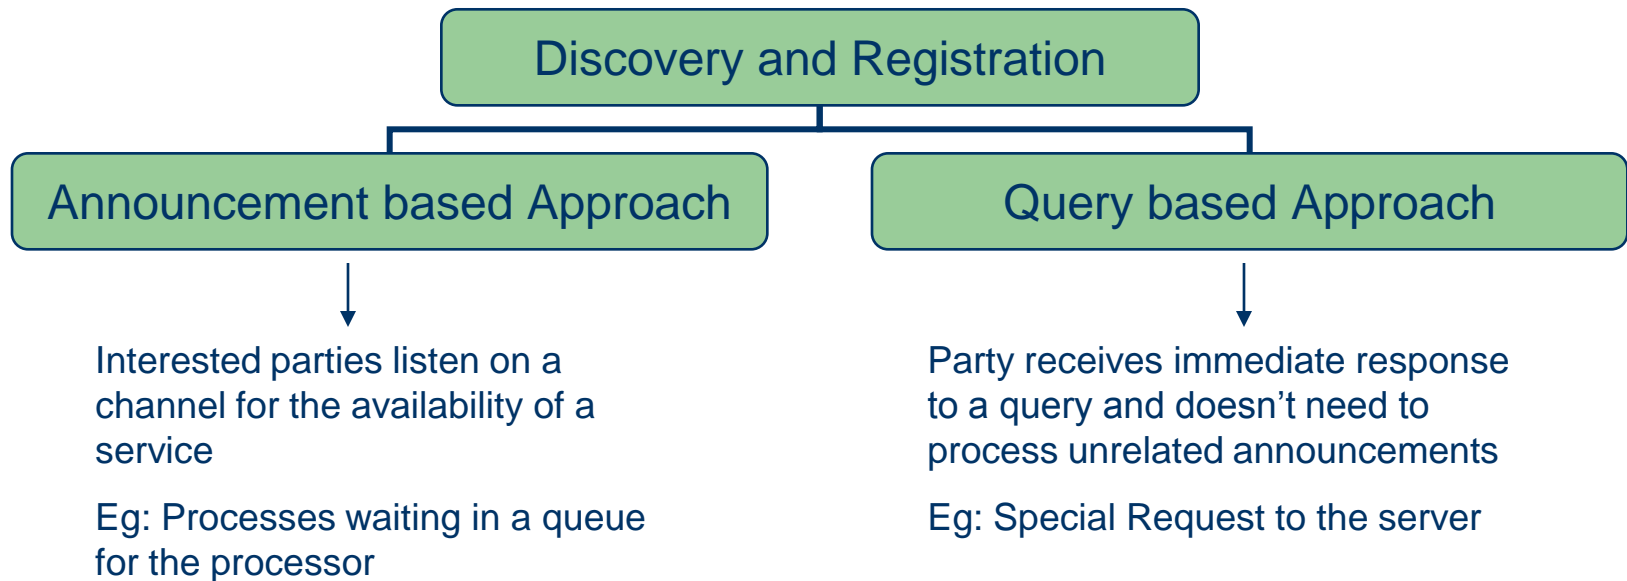 Discovery and Registration
Announcement based Approach
Query based Approach
Interested parties listen on a
channel for the availability of a
service
Eg: Processes waiting in a queue
for the processor
Party receives immediate response
to a query and doesn’t need to
process unrelated announcements
Eg: Special Request to the server